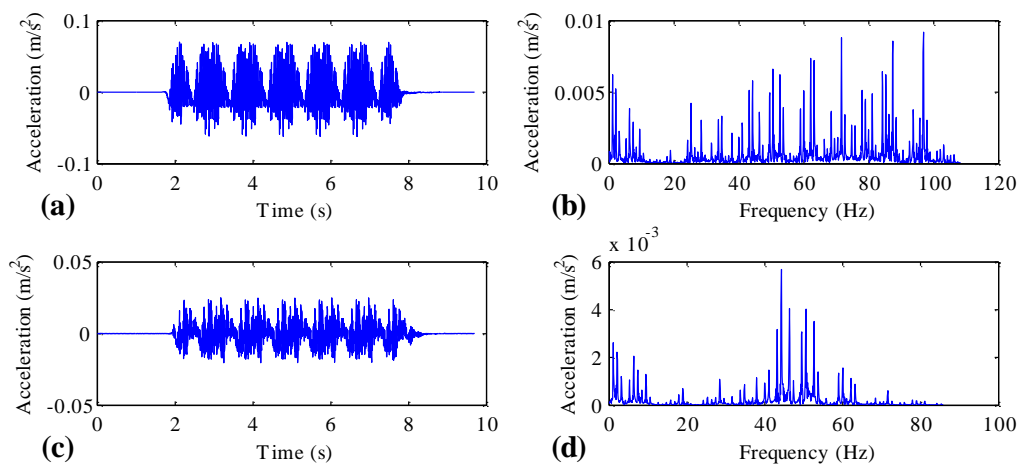 0.1
0
-0.1
Acceleration (m/s²)
0 2 4 6 8 10
Time (s)
(a)
0.01
0.005
0
Acceleration (m/s²)
0 20 40 60 80 100 120
Frequency (Hz)
(b)
0.05
0
-0.05
Acceleration (m/s²)
0 2 4 6 8 10
Time (s)
(c)
x 10⁻³
6
4
2
0
Acceleration (m/s²)
0 20 40 60 80 100
Frequency (Hz)
(d)